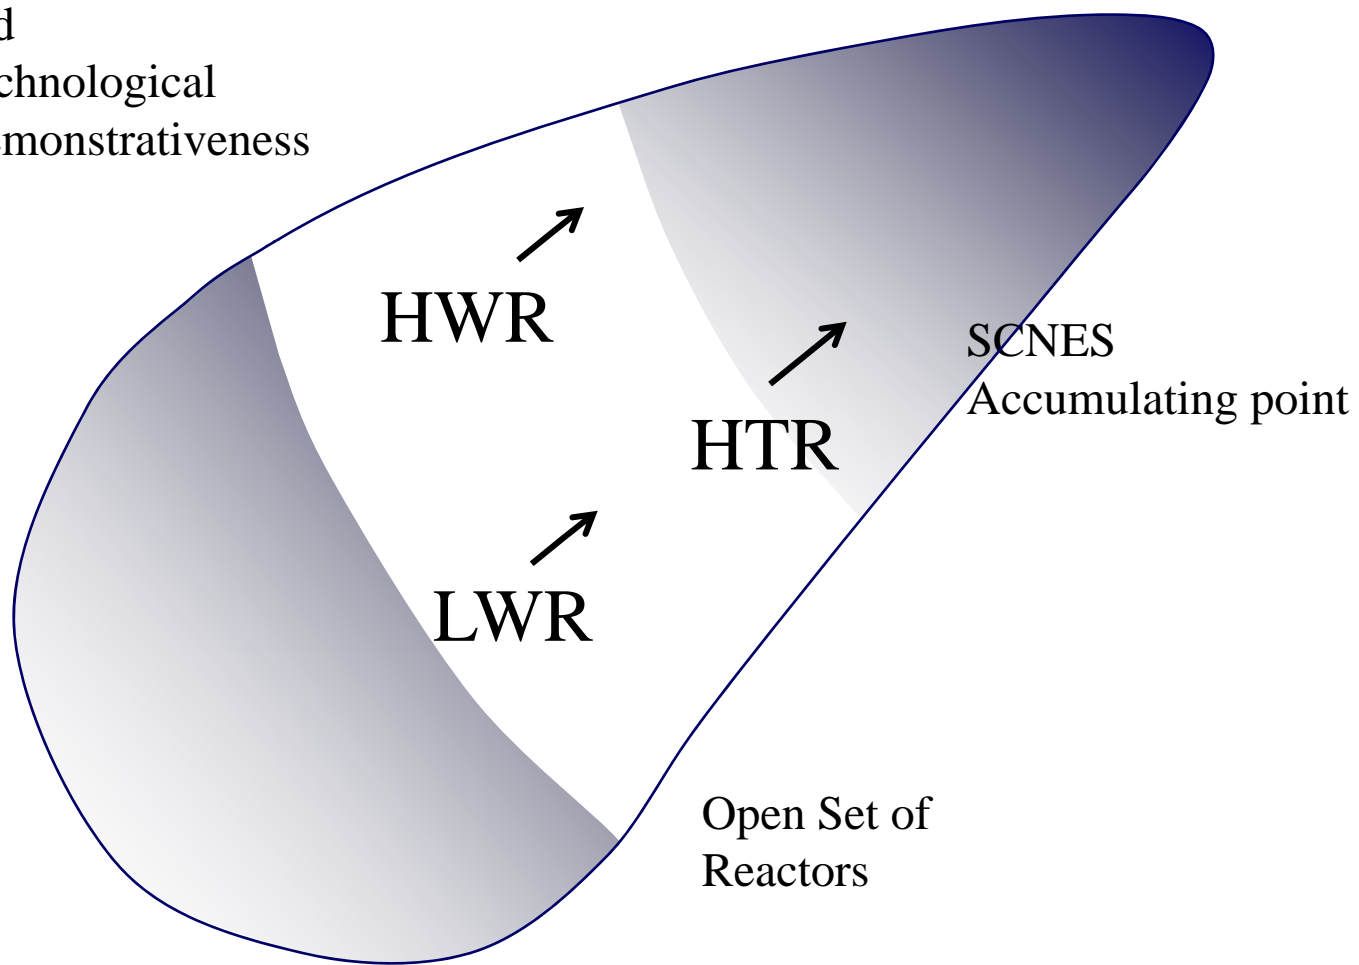 d
chnological
monstrativeness
HWR
SCNES
Accumulating point
HTR
LWR
Open Set of
Reactors